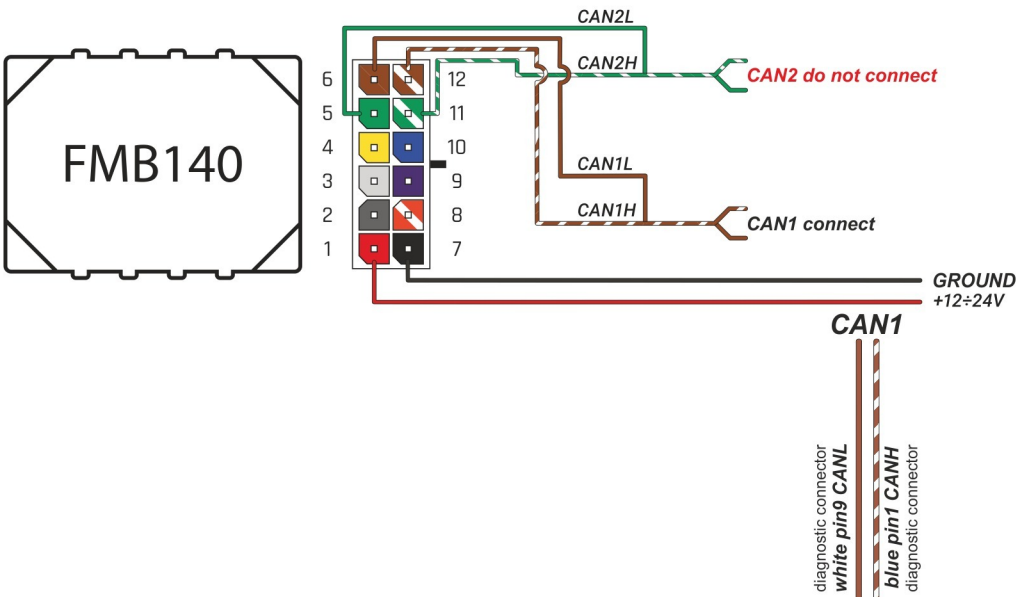 FMB140
CAN2L
CAN2H
CAN2 do not connect
6 12
5 11
4 10
3 9
2 8
1 7
CAN1L
CAN1H
CAN1 connect
GROUND
+12÷24V
CAN1
diagnostic connector
white pin9 CANL
blue pin1 CANH
diagnostic connector